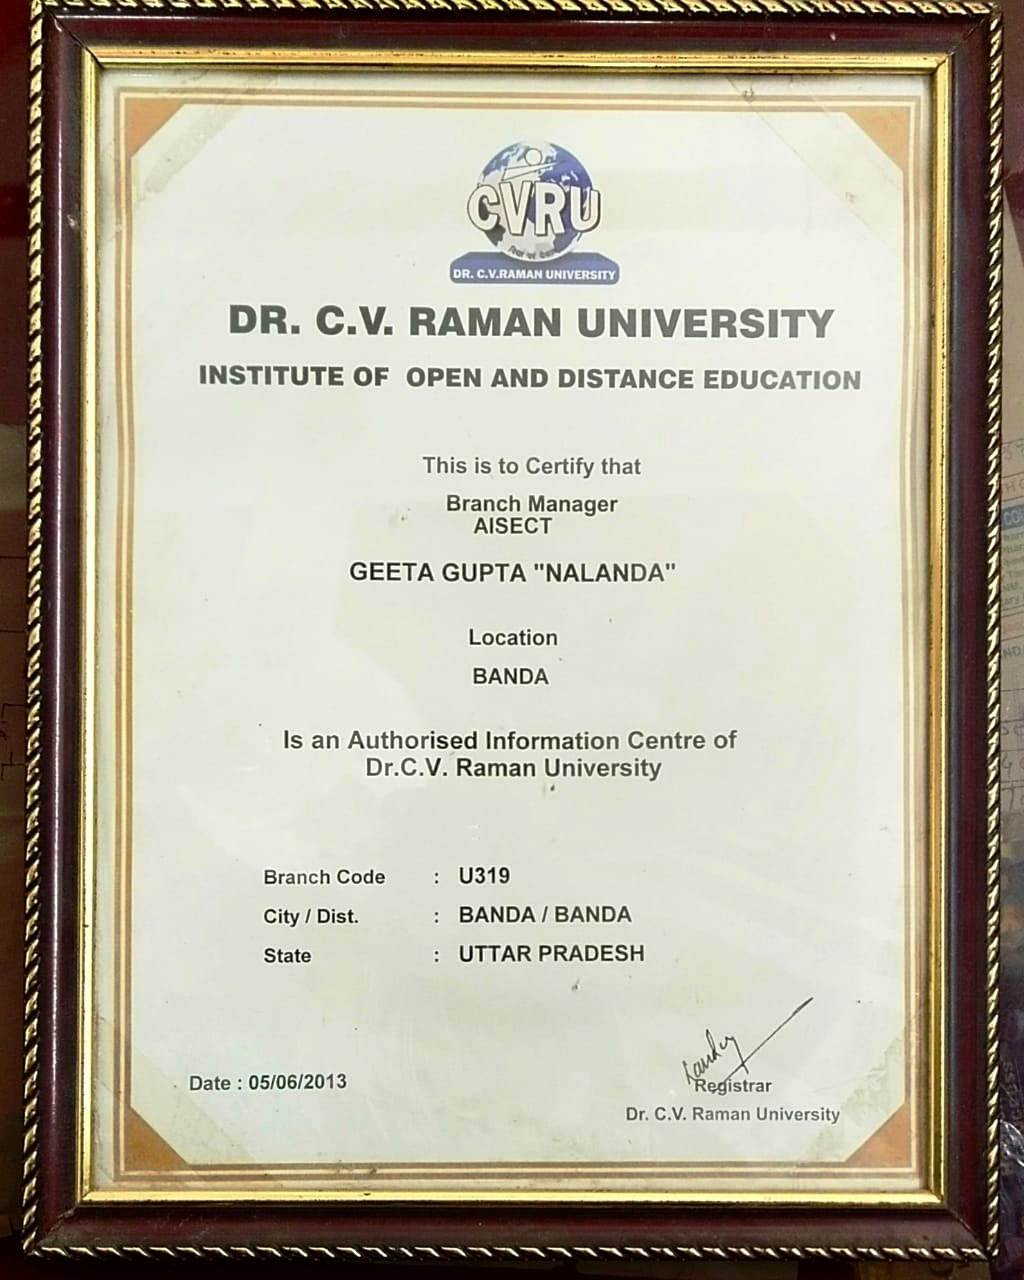 CVRU
DR. C.V.RAMAN UNIVERSITY
DR. C.V. RAMAN UNIVERSITY
INSTITUTE OF OPEN AND DISTANCE EDUCATION
This is to Certify that
Branch Manager
AISECT
GEETA GUPTA "NALANDA"
Location
BANDA
Is an Authorised Information Centre of
Dr.C.V. Raman University
Branch Code : U319
City / Dist. : BANDA / BANDA
State : UTTAR PRADESH
Date : 05/06/2013
Registrar
Dr. C.V. Raman University